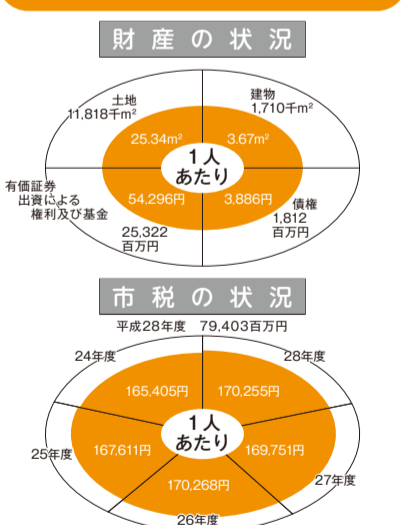 財産の状況
土地
11,818千m²
建物
1,710千m²
25.34m²
3.67m²
1人
あたり
有価証券
出資による
権利及び基金
54,296円
3,886円
25,322
百万円
債権
1,812
百万円
市税の状況
平成28年度 79,403百万円
24年度
28年度
165,405円
170,255円
1人
あたり
25年度
167,611円
169,751円
27年度
170,268円
26年度